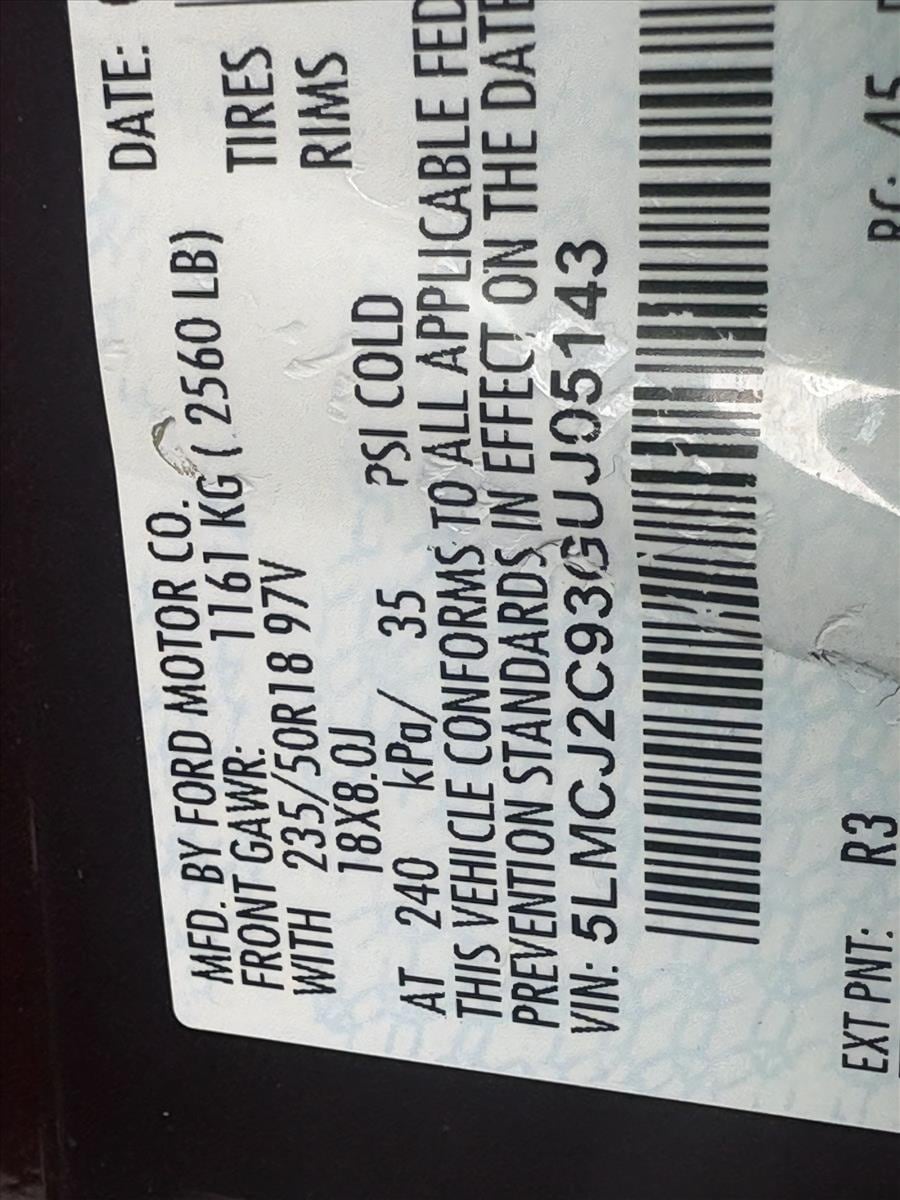 MFD. BY FORD MOTOR CO.
DATE:
FRONT GAWR: 1161 KG ( 2560 LB)
WITH 235/50R18 97V TIRES
18X8.0J RIMS
AT 240 kPa/ 35 PSI COLD
THIS VEHICLE CONFORMS TO ALL APPLICABLE FED
PREVENTION STANDARDS IN EFFECT ON THE DATE
VIN: 5LMCJ2C93GUJ05143
EXT PNT: R3 RC: 45